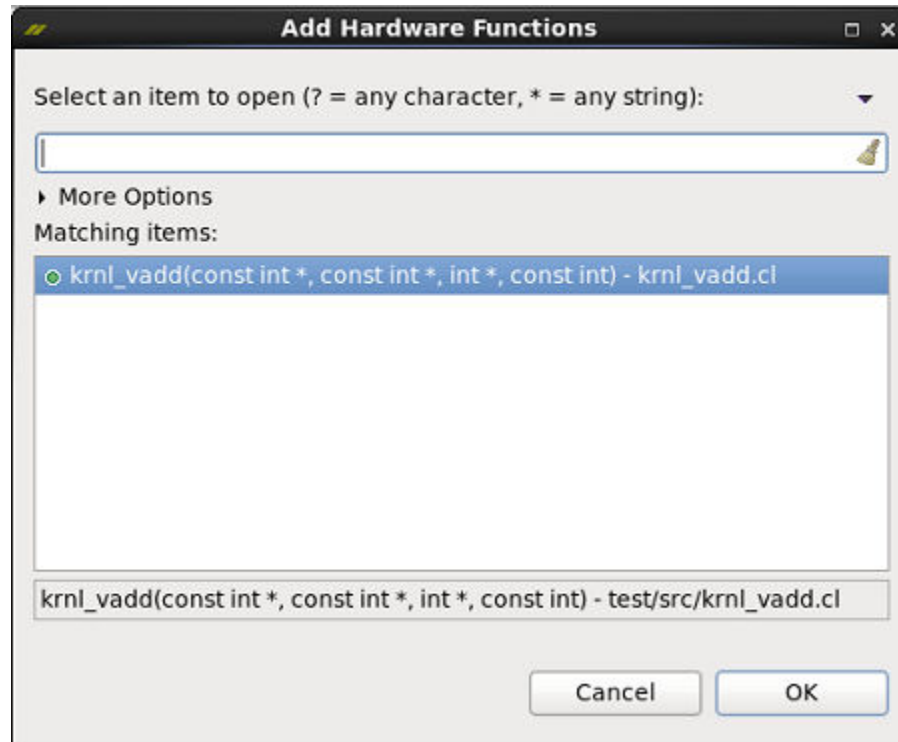 Add Hardware Functions
Select an item to open (? = any character, * = any string):
More Options
Matching items:
krnl_vadd(const int *, const int *, int *, const int) - krnl_vadd.cl
krnl_vadd(const int *, const int *, int *, const int) - test/src/krnl_vadd.cl
Cancel OK